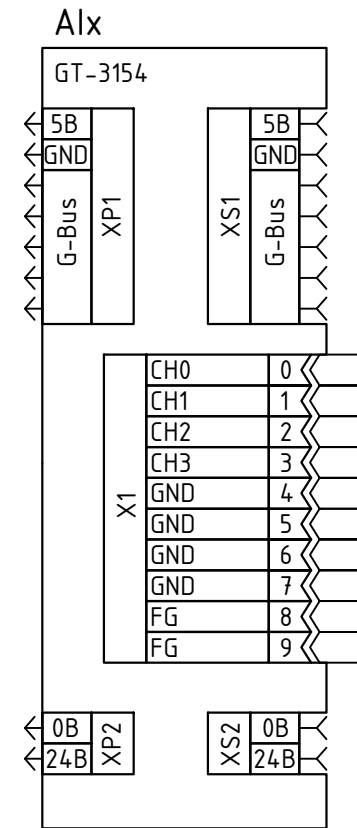 AIx
GT-3154
5В
GND
G-Bus
XP1
XS1
5В
GND
G-Bus
X1
CH0 0
CH1 1
CH2 2
CH3 3
GND 4
GND 5
GND 6
GND 7
FG 8
FG 9
0В
24В
XP2
XS2
0В
24В